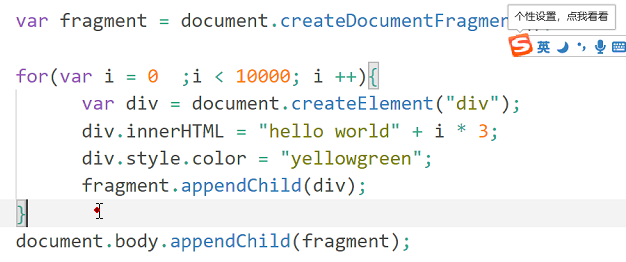 个性设置，点我看看
英
var fragment = document.createDocumentFragmen
for(var i = 0  ;i < 10000; i ++){
var div = document.createElement("div");
div.innerHTML = "hello world" + i * 3;
div.style.color = "yellowgreen";
fragment.appendChild(div);
}
document.body.appendChild(fragment);